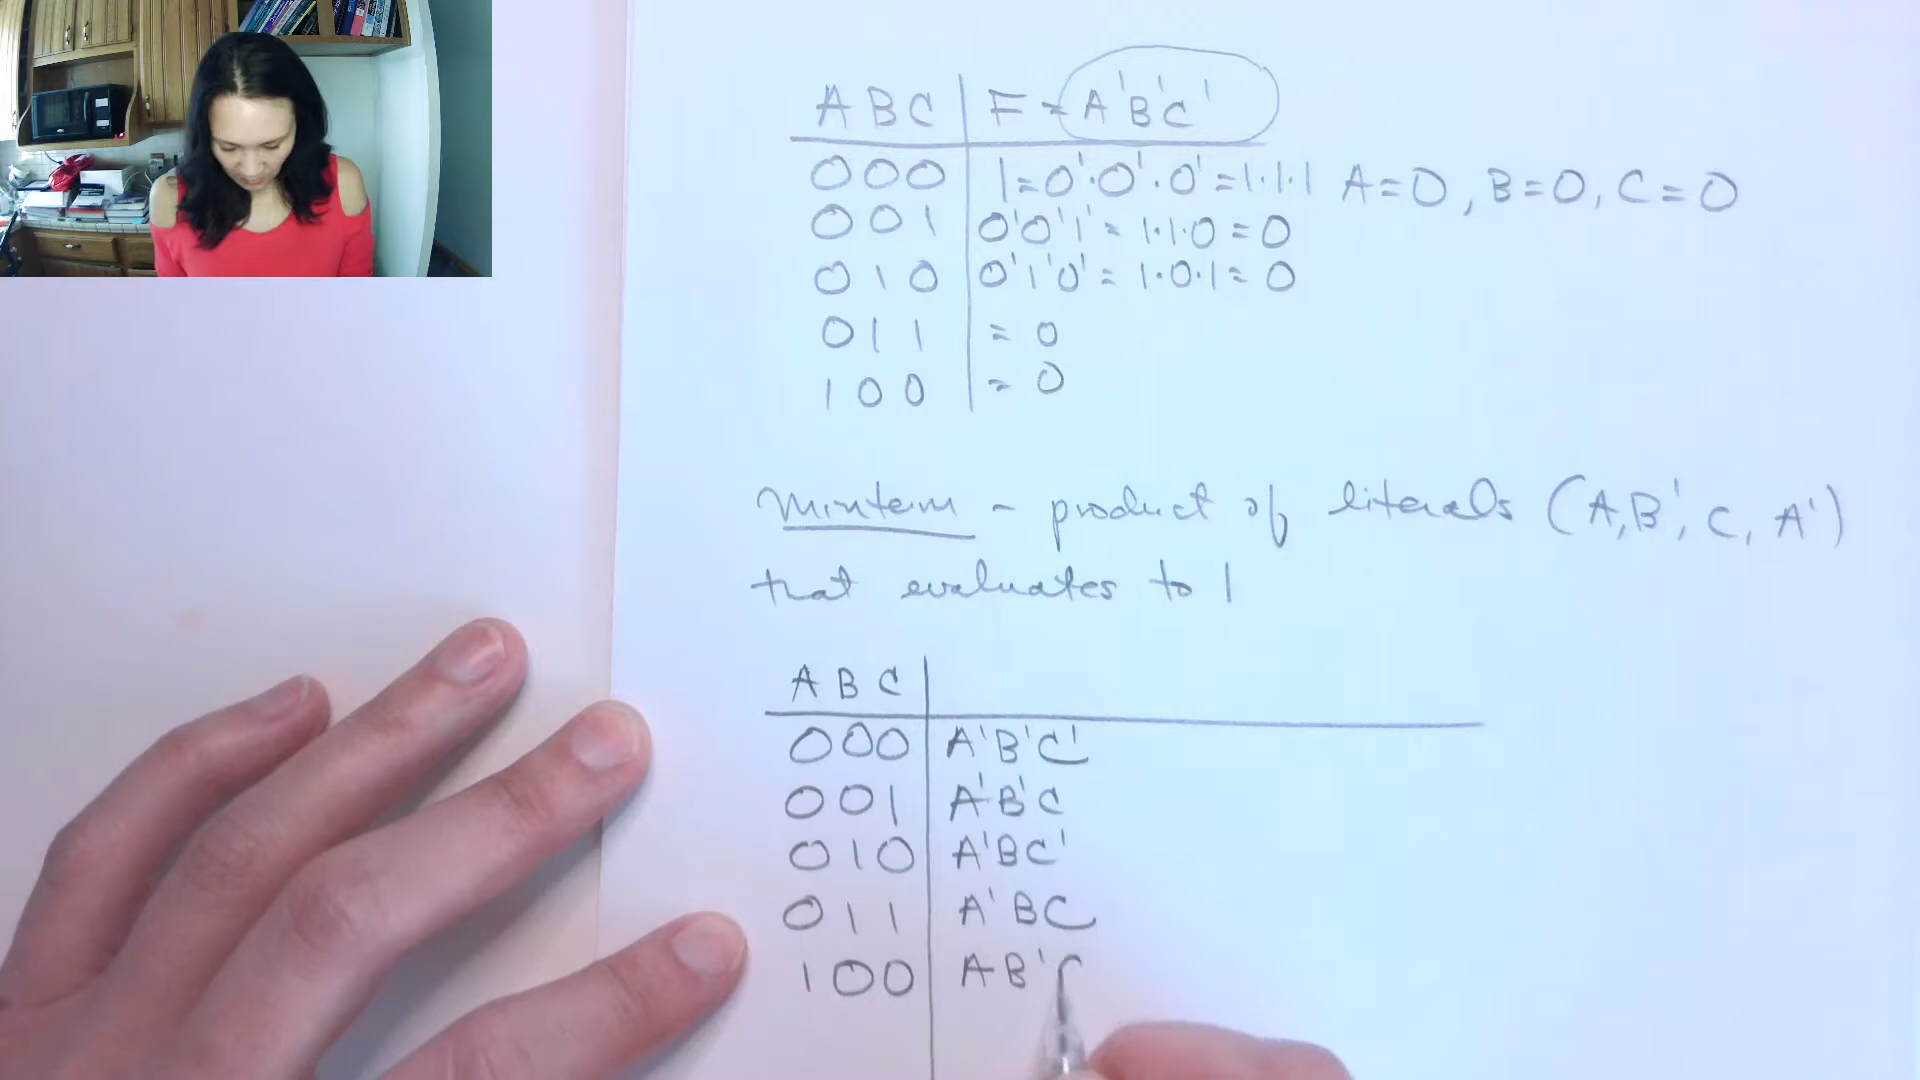 A B C F = A'B'C'
0 0 0 1=0'·0'·0'=1·1·1 A=0, B=0, C=0
0 0 1 0'0'1' = 1·1·0 = 0
0 1 0 0'1'0' = 1·0·1 = 0
0 1 1 = 0
1 0 0 = 0
Minterm - product of literals (A, B', C, A')
that evaluates to 1
A B C
0 0 0 A'B'C'
0 0 1 A'B'C
0 1 0 A'BC'
0 1 1 A'BC
1 0 0 AB'C